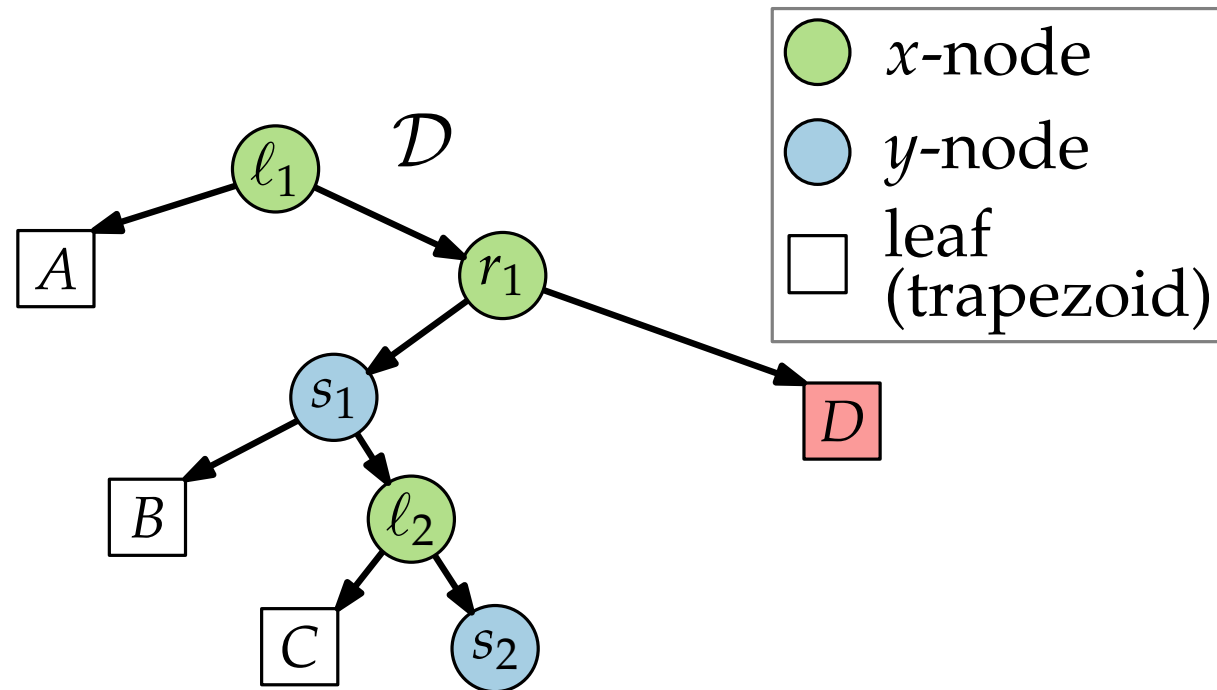 x-node
y-node
leaf
(trapezoid)
𝒟
ℓ1
A
r1
s1
D
B
ℓ2
C
s2